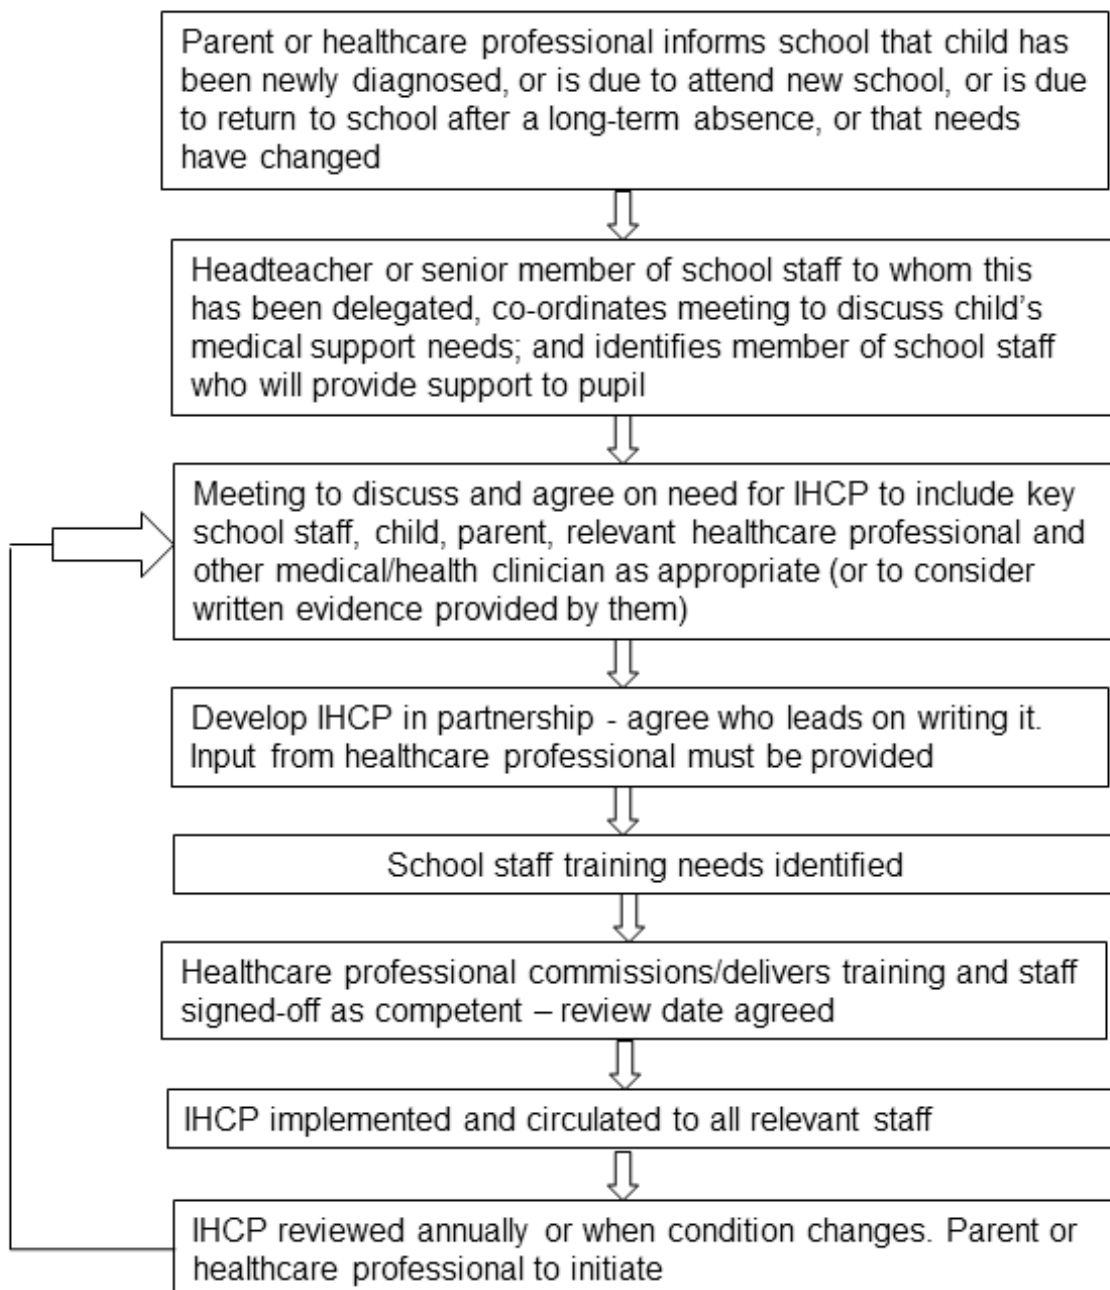 Parent or healthcare professional informs school that child has
been newly diagnosed, or is due to attend new school, or is due
to return to school after a long-term absence, or that needs
have changed
Headteacher or senior member of school staff to whom this
has been delegated, co-ordinates meeting to discuss child's
medical support needs; and identifies member of school staff
who will provide support to pupil
Meeting to discuss and agree on need for IHCP to include key
school staff, child, parent, relevant healthcare professional and
other medical/health clinician as appropriate (or to consider
written evidence provided by them)
Develop IHCP in partnership - agree who leads on writing it.
Input from healthcare professional must be provided
School staff training needs identified
Healthcare professional commissions/delivers training and staff
signed-off as competent – review date agreed
IHCP implemented and circulated to all relevant staff
IHCP reviewed annually or when condition changes. Parent or
healthcare professional to initiate